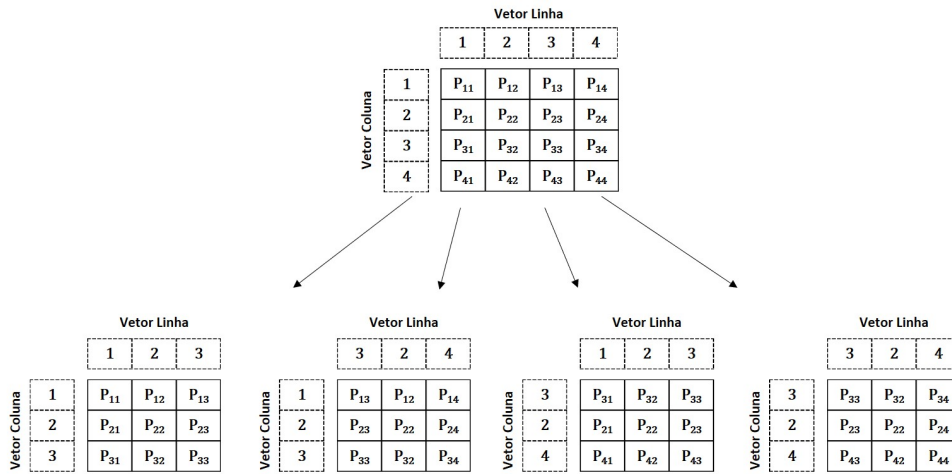 Vetor Linha
1 2 3 4
Vetor Coluna
1 P11 P12 P13 P14
2 P21 P22 P23 P24
3 P31 P32 P33 P34
4 P41 P42 P43 P44
Vetor Linha
1 2 3
Vetor Coluna
1 P11 P12 P13
2 P21 P22 P23
3 P31 P32 P33
Vetor Linha
3 2 4
Vetor Coluna
1 P13 P12 P14
2 P23 P22 P24
3 P33 P32 P34
Vetor Linha
1 2 3
Vetor Coluna
3 P31 P32 P33
2 P21 P22 P23
4 P41 P42 P43
Vetor Linha
3 2 4
Vetor Coluna
3 P33 P32 P34
2 P23 P22 P24
4 P43 P42 P44